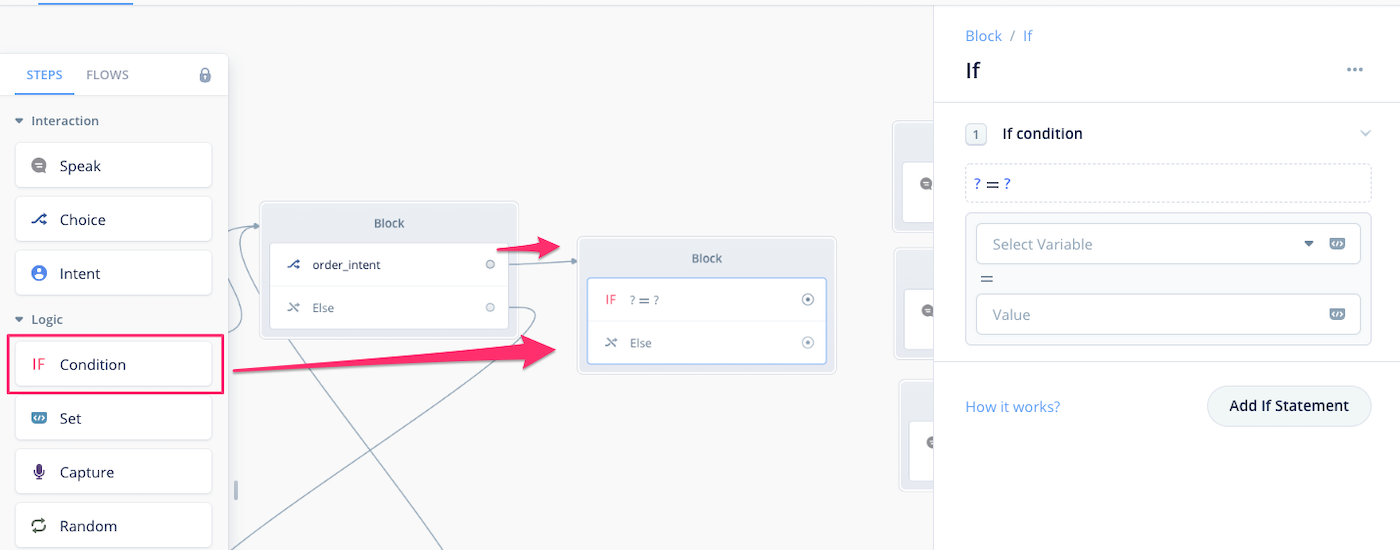 STEPS FLOWS
Interaction
Speak
Choice
Intent
Logic
IF Condition
Set
Capture
Random
Block
order_intent
Else
Block
IF ? = ?
Else
Block / If
If
1 If condition
? = ?
Select Variable
=
Value
How it works? Add If Statement